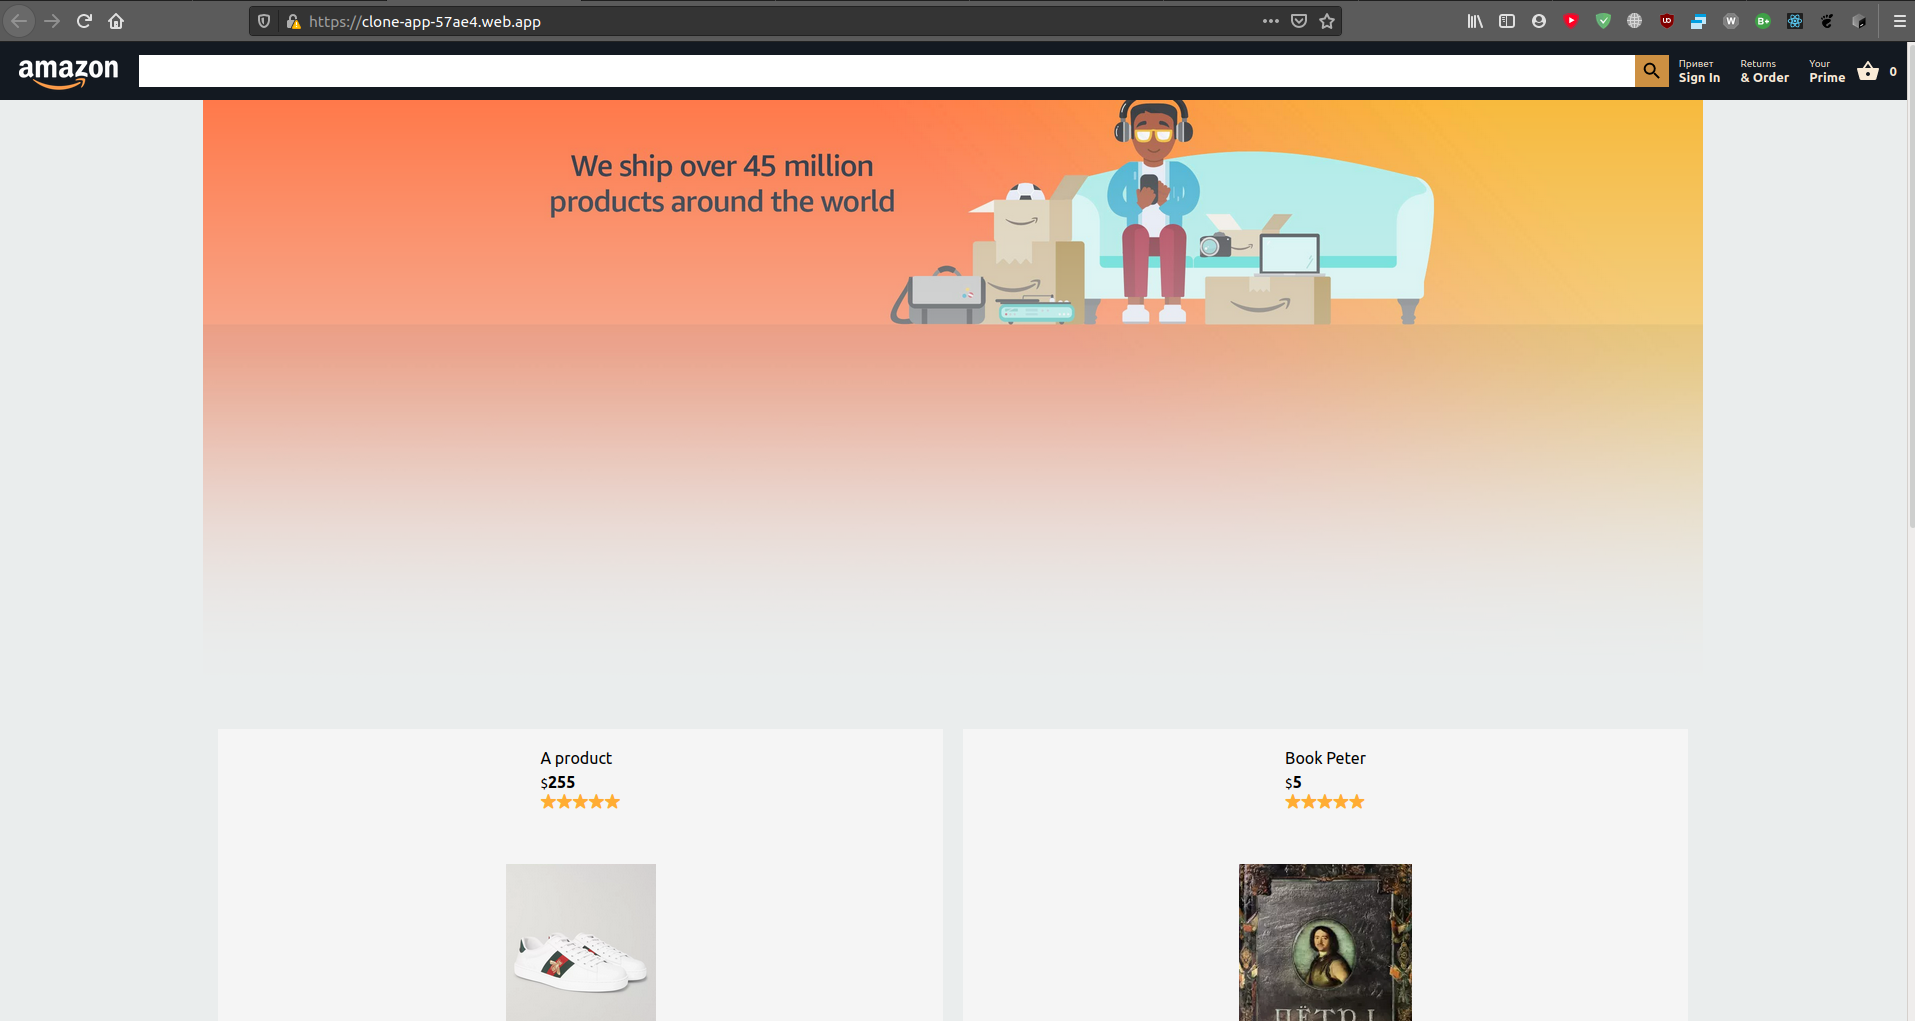 https://clone-app-57ae4.web.app
amazon
Привет
Sign In
Returns
& Order
Your
Prime
0
We ship over 45 million
products around the world
A product
$255
Book Peter
$5
ПЁТР I